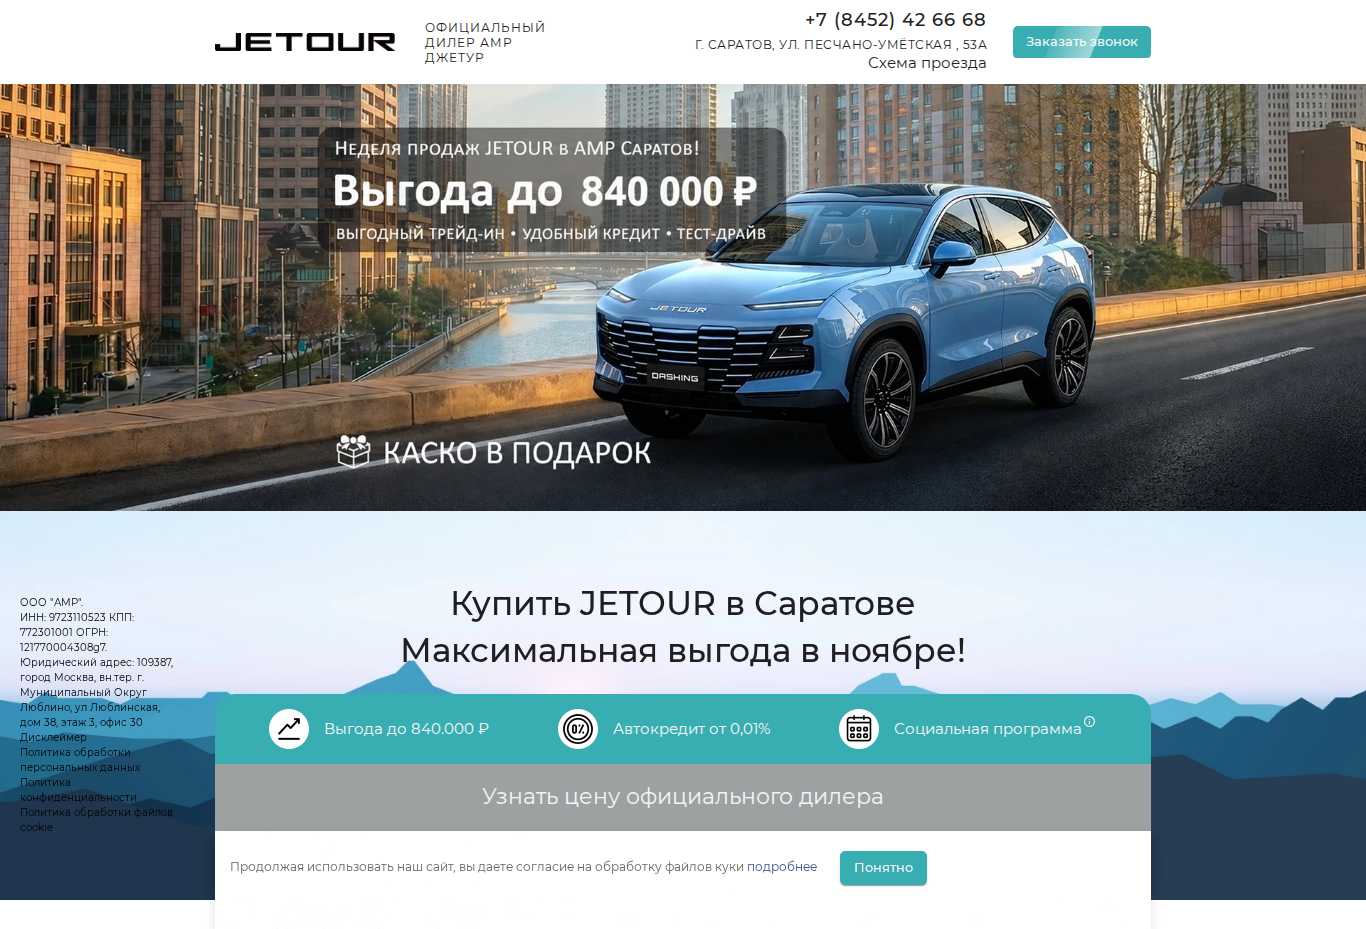 JETOUR
ОФИЦИАЛЬНЫЙ
ДИЛЕР АМР
ДЖЕТУР
+7 (8452) 42 66 68
Г. САРАТОВ, УЛ. ПЕСЧАНО-УМЁТСКАЯ , 53А
Схема проезда
Заказать звонок
Неделя продаж JETOUR в АМР Саратов!
Выгода до 840 000 ₽
выгодный трейд-ин • удобный кредит • тест-драйв
JETOUR
DASHING
КАСКО В ПОДАРОК
Купить JETOUR в Саратове
Максимальная выгода в ноябре!
ООО "АМР".
ИНН: 9723110523 КПП:
772301001 ОГРН:
121770004308g7.
Юридический адрес: 109387,
город Москва, вн.тер. г.
Муниципальный Округ
Люблино, ул Люблинская,
дом 38, этаж 3, офис 30
Дисклеймер
Политика обработки
персональных данных
Политика
конфиденциальности
Политика обработки файлов
cookie
Выгода до 840.000 ₽
Автокредит от 0,01%
Социальная программа
Узнать цену официального дилера
Продолжая использовать наш сайт, вы даете согласие на обработку файлов куки подробнее
Понятно